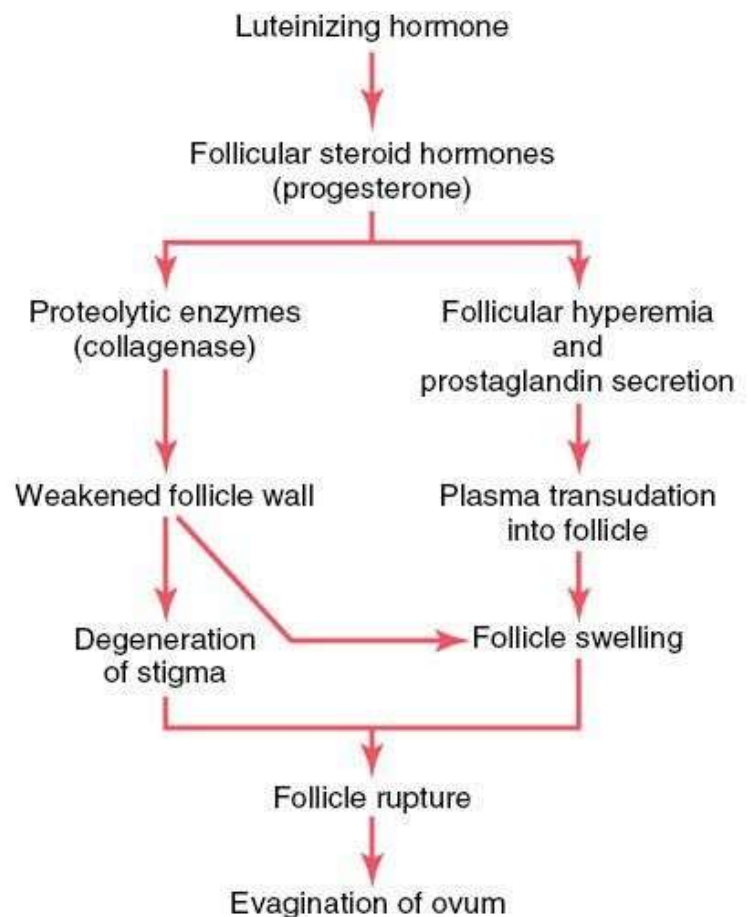 Luteinizing hormone
Follicular steroid hormones
(progesterone)
Proteolytic enzymes
(collagenase)
Follicular hyperemia
and
prostaglandin secretion
Weakened follicle wall
Plasma transudation
into follicle
Degeneration
of stigma
Follicle swelling
Follicle rupture
Evagination of ovum